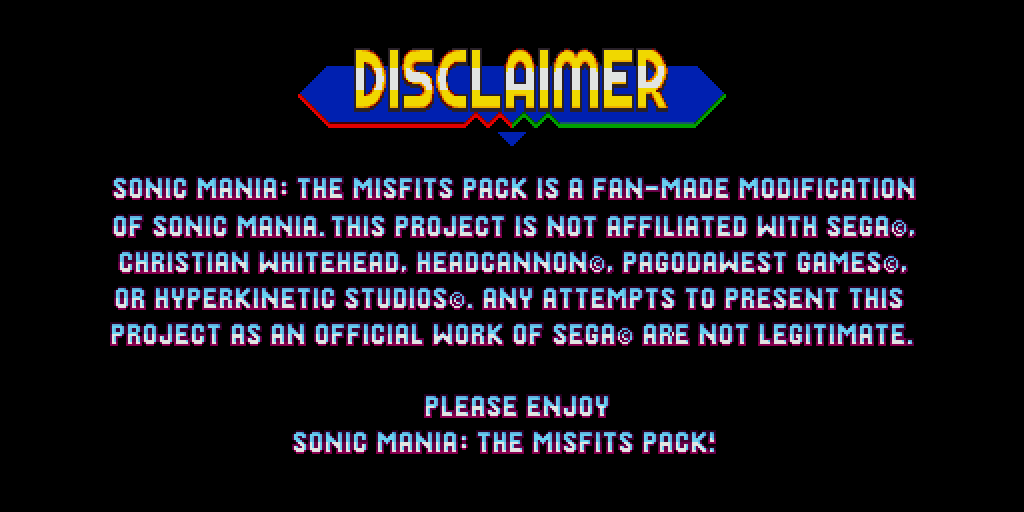 DISCLAIMER
SONIC MANIA: THE MISFITS PACK IS A FAN-MADE MODIFICATION
OF SONIC MANIA. THIS PROJECT IS NOT AFFILIATED WITH SEGA©,
CHRISTIAN WHITEHEAD, HEADCANNON©, PAGODAWEST GAMES©,
OR HYPERKINETIC STUDIOS©. ANY ATTEMPTS TO PRESENT THIS
PROJECT AS AN OFFICIAL WORK OF SEGA© ARE NOT LEGITIMATE.
PLEASE ENJOY
SONIC MANIA: THE MISFITS PACK!